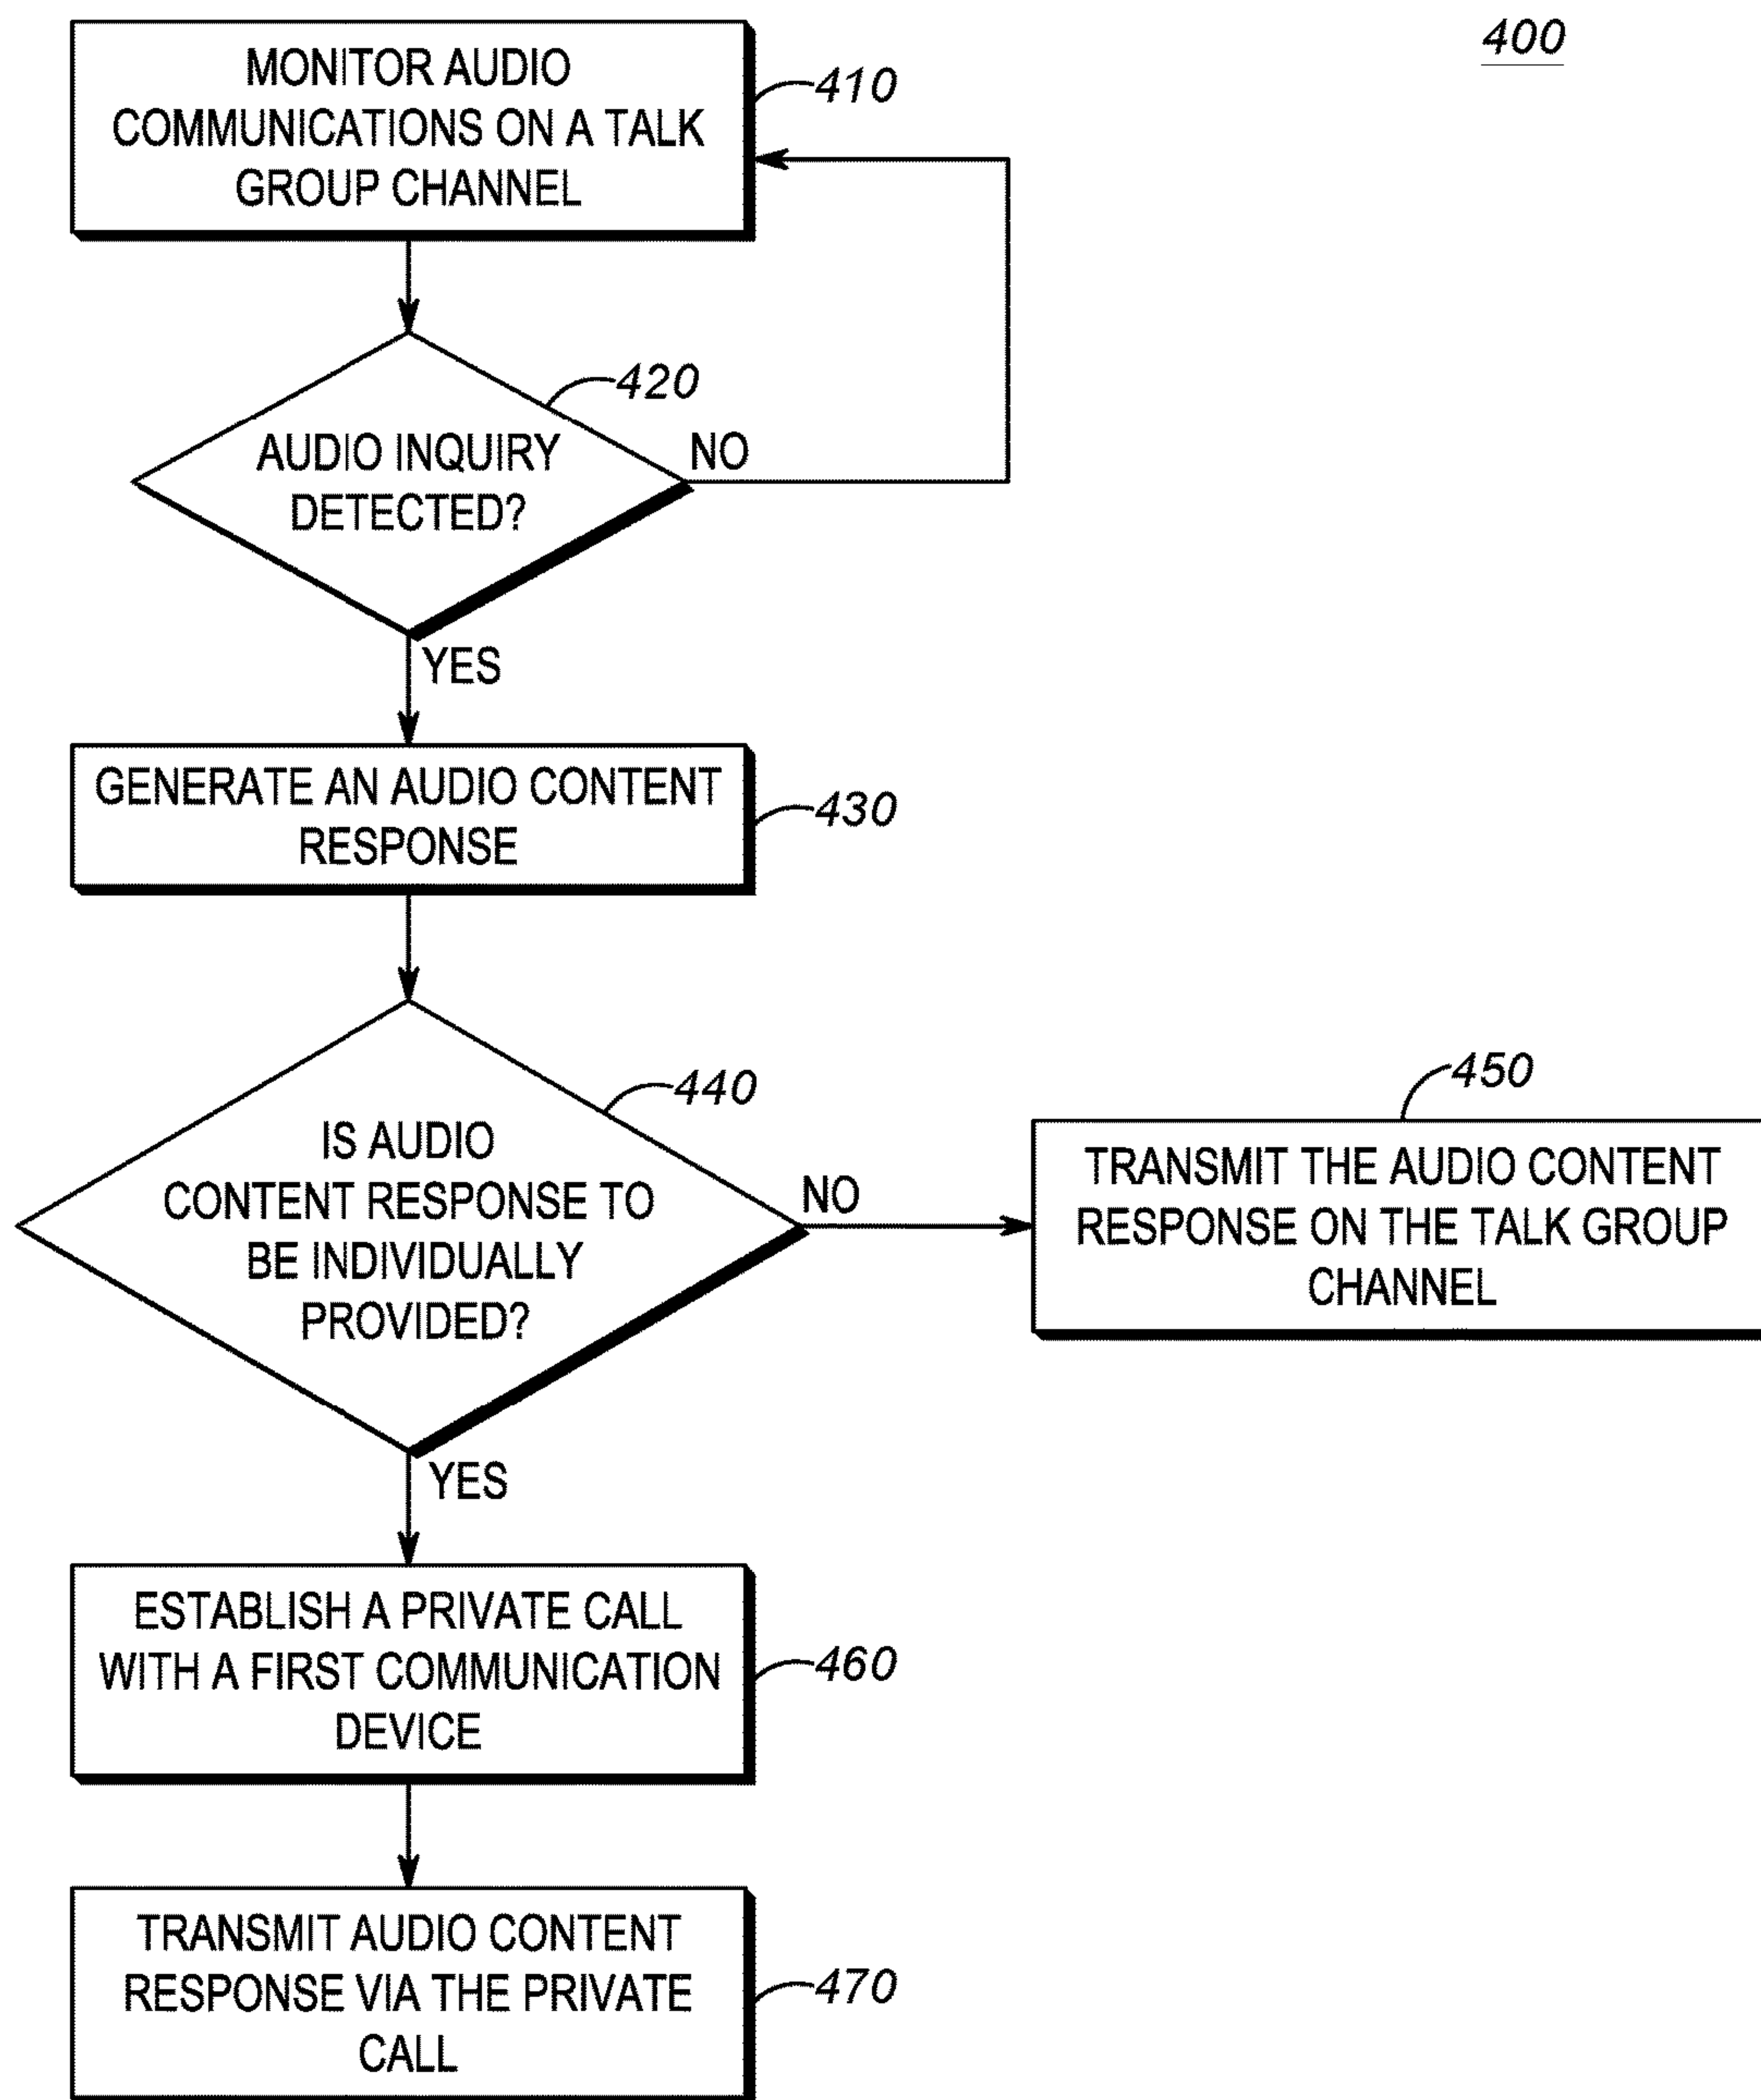 400
MONITOR AUDIO
COMMUNICATIONS ON A TALK
GROUP CHANNEL
410
420
AUDIO INQUIRY
DETECTED?
NO
YES
GENERATE AN AUDIO CONTENT
RESPONSE
430
440
IS AUDIO
CONTENT RESPONSE TO
BE INDIVIDUALLY
PROVIDED?
NO
450
TRANSMIT THE AUDIO CONTENT
RESPONSE ON THE TALK GROUP
CHANNEL
YES
ESTABLISH A PRIVATE CALL
WITH A FIRST COMMUNICATION
DEVICE
460
TRANSMIT AUDIO CONTENT
RESPONSE VIA THE PRIVATE
CALL
470